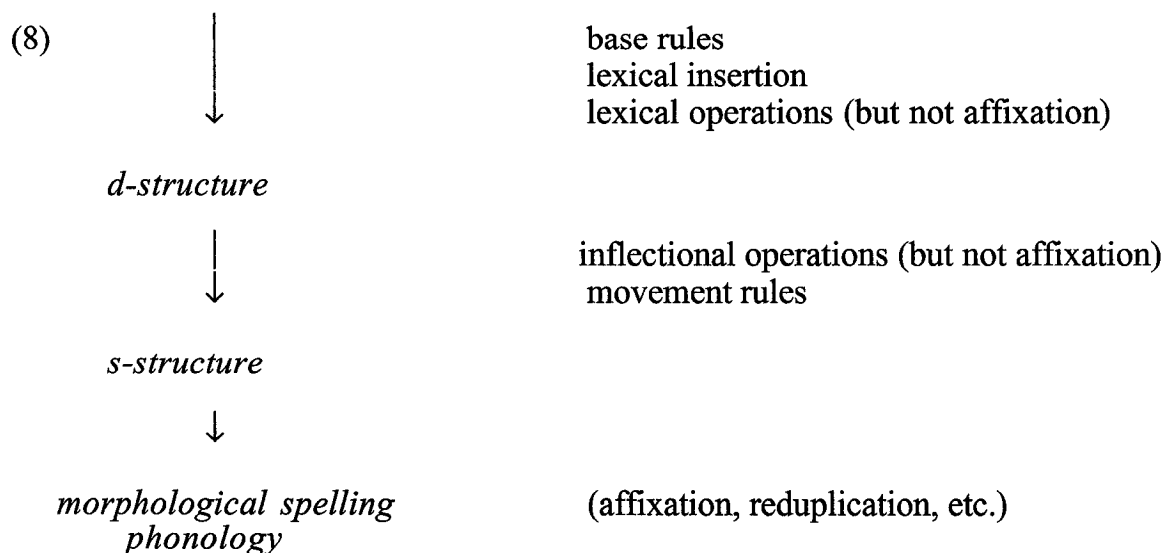 (8) base rules
lexical insertion
lexical operations (but not affixation)
d-structure
inflectional operations (but not affixation)
movement rules
s-structure
morphological spelling (affixation, reduplication, etc.)
phonology